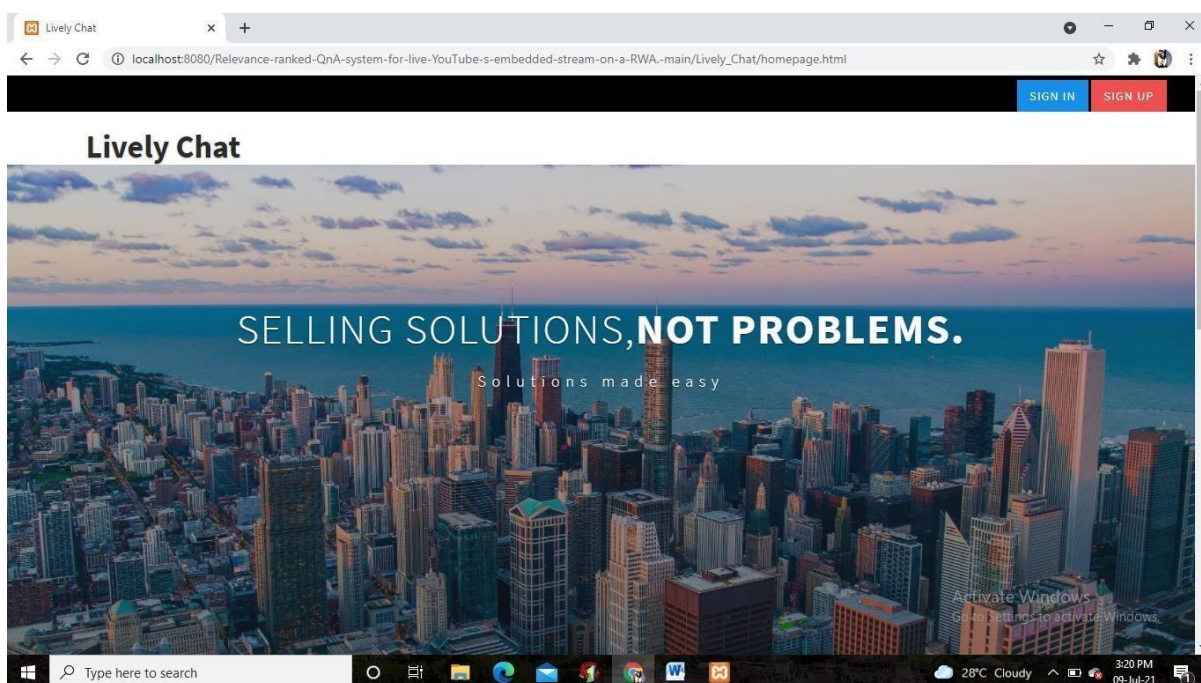 Lively Chat
localhost:8080/Relevance-ranked-QnA-system-for-live-YouTube-s-embedded-stream-on-a-RWA.-main/Lively_Chat/homepage.html
SIGN IN SIGN UP
Lively Chat
SELLING SOLUTIONS,NOT PROBLEMS.
Solutions made easy
Activate Windows
Go to Settings to activate Windows.
Type here to search
28°C Cloudy
3:20 PM
09-Jul-21